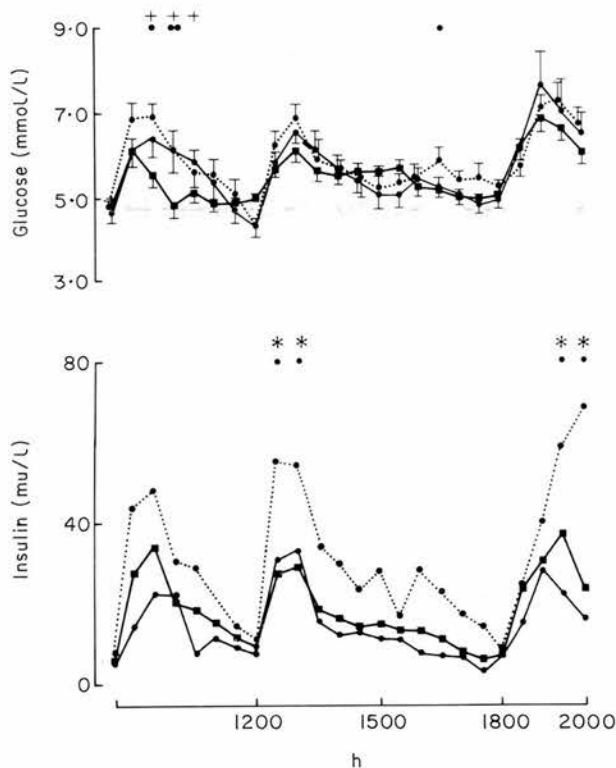 + + +
9·0
7·0
5·0
3·0
Glucose (mmol/L)
* * * *
80
40
0
Insulin (mu/L)
1200 1500 1800 2000
h